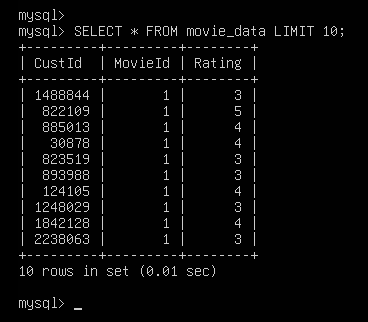 mysql>
mysql> SELECT * FROM movie_data LIMIT 10;
+---------+---------+--------+
| CustId  | MovieId | Rating |
+---------+---------+--------+
| 1488844 |       1 |      3 |
|  822109 |       1 |      5 |
|  885013 |       1 |      4 |
|   30878 |       1 |      4 |
|  823519 |       1 |      3 |
|  893988 |       1 |      3 |
|  124105 |       1 |      4 |
| 1248029 |       1 |      3 |
| 1842128 |       1 |      4 |
| 2238063 |       1 |      3 |
+---------+---------+--------+
10 rows in set (0.01 sec)
mysql> _